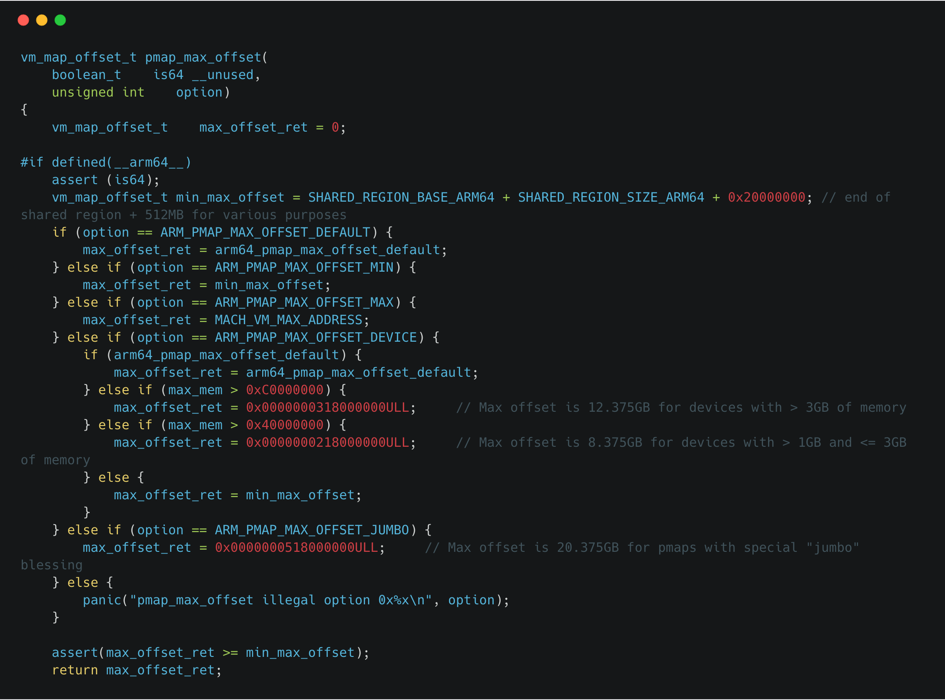 vm_map_offset_t pmap_max_offset(
    boolean_t    is64 __unused,
    unsigned int    option)
{
    vm_map_offset_t    max_offset_ret = 0;

#if defined(__arm64__)
    assert (is64);
    vm_map_offset_t min_max_offset = SHARED_REGION_BASE_ARM64 + SHARED_REGION_SIZE_ARM64 + 0x20000000; // end of
shared region + 512MB for various purposes
    if (option == ARM_PMAP_MAX_OFFSET_DEFAULT) {
        max_offset_ret = arm64_pmap_max_offset_default;
    } else if (option == ARM_PMAP_MAX_OFFSET_MIN) {
        max_offset_ret = min_max_offset;
    } else if (option == ARM_PMAP_MAX_OFFSET_MAX) {
        max_offset_ret = MACH_VM_MAX_ADDRESS;
    } else if (option == ARM_PMAP_MAX_OFFSET_DEVICE) {
        if (arm64_pmap_max_offset_default) {
            max_offset_ret = arm64_pmap_max_offset_default;
        } else if (max_mem > 0xC0000000) {
            max_offset_ret = 0x0000000318000000ULL;      // Max offset is 12.375GB for devices with > 3GB of memory
        } else if (max_mem > 0x40000000) {
            max_offset_ret = 0x0000000218000000ULL;      // Max offset is 8.375GB for devices with > 1GB and <= 3GB
of memory
        } else {
            max_offset_ret = min_max_offset;
        }
    } else if (option == ARM_PMAP_MAX_OFFSET_JUMBO) {
        max_offset_ret = 0x0000000518000000ULL;      // Max offset is 20.375GB for pmaps with special "jumbo"
blessing
    } else {
        panic("pmap_max_offset illegal option 0x%x\n", option);
    }

    assert(max_offset_ret >= min_max_offset);
    return max_offset_ret;